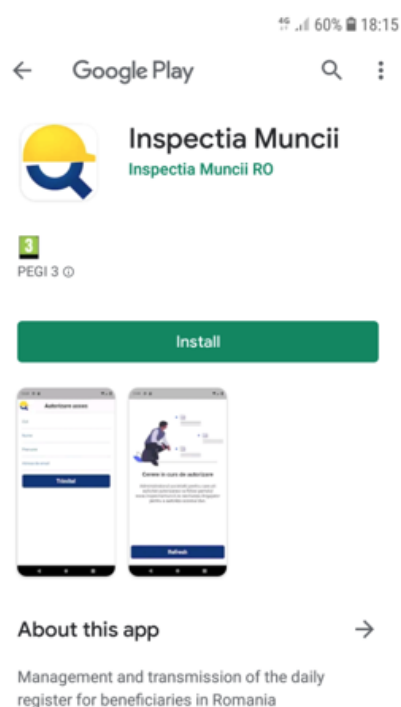 4G 60% 18:15
Google Play
Inspectia Muncii
Inspectia Muncii RO
3
PEGI 3
Install
Autorizare acces
Trimite!
Cerere in curs de autorizare
Refresh
About this app
Management and transmission of the daily
register for beneficiaries in Romania